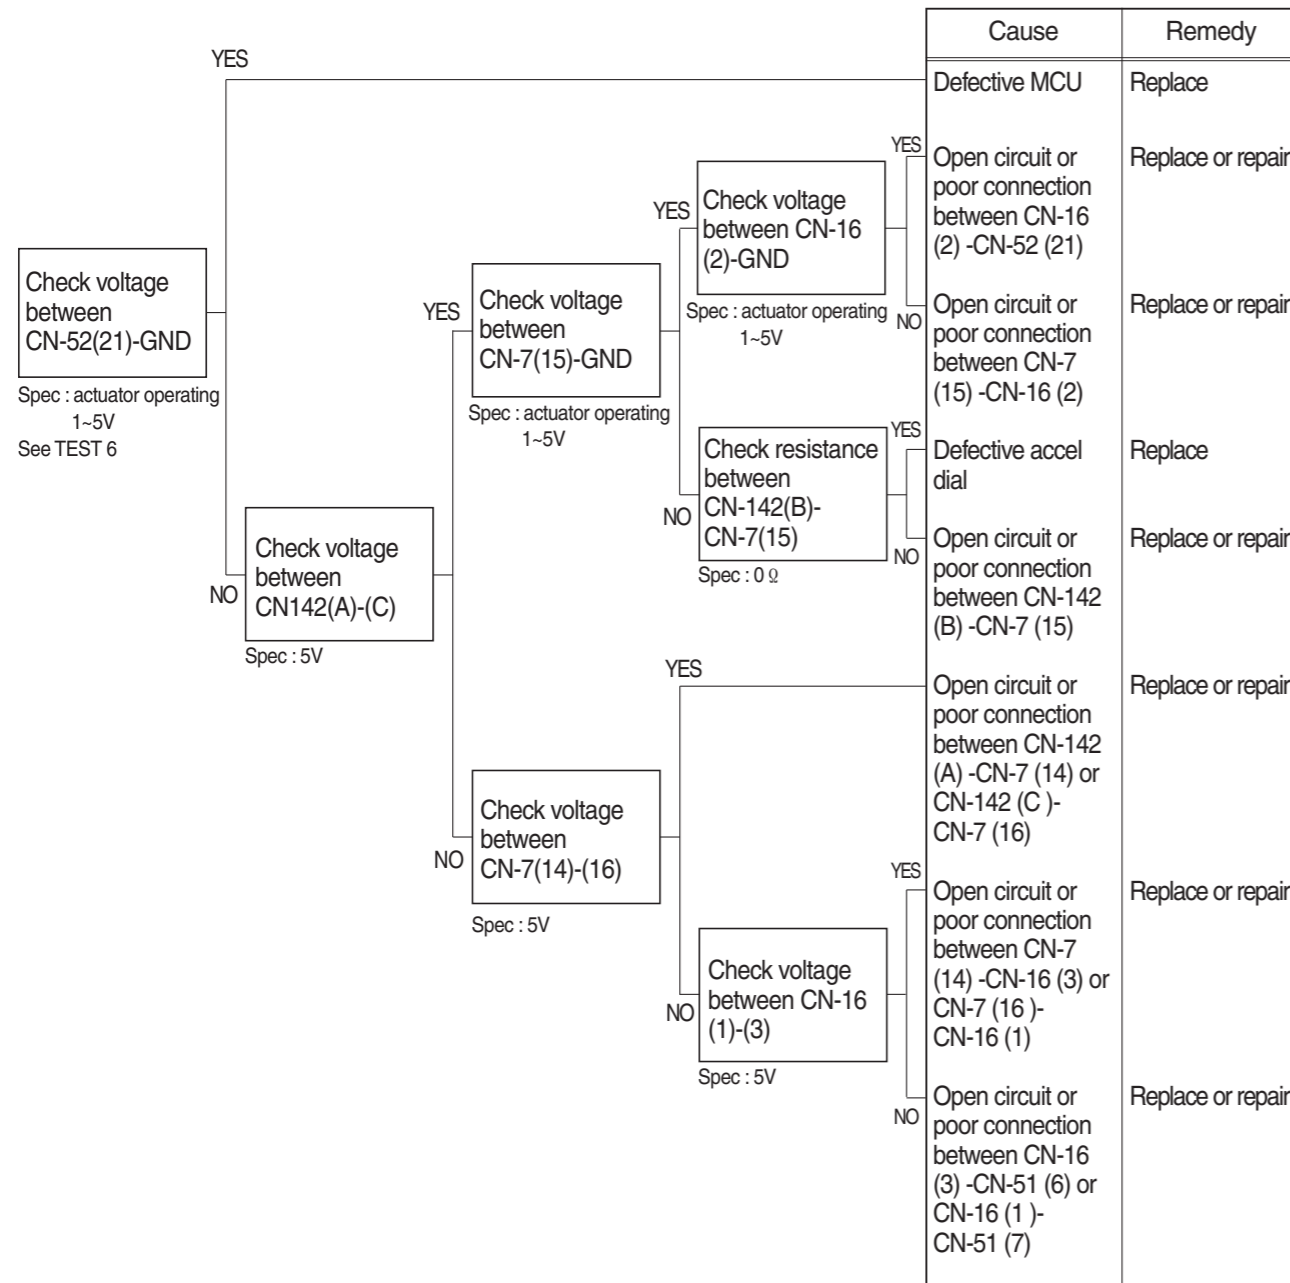 Cause
Remedy
YES
Defective MCU
Replace
YES
Open circuit or
poor connection
between CN-16
(2) -CN-52 (21)
Replace or repair
YES
Check voltage
between CN-16
(2)-GND
Spec : actuator operating
1~5V
NO
Open circuit or
poor connection
between CN-7
(15) -CN-16 (2)
Replace or repair
Check voltage
between
CN-52(21)-GND
Spec : actuator operating
1~5V
See TEST 6
YES
Check voltage
between
CN-7(15)-GND
Spec : actuator operating
1~5V
YES
Defective accel
dial
Replace
NO
Check resistance
between
CN-142(B)-
CN-7(15)
Spec : 0 Ω
NO
Open circuit or
poor connection
between CN-142
(B) -CN-7 (15)
Replace or repair
NO
Check voltage
between
CN142(A)-(C)
Spec : 5V
YES
Open circuit or
poor connection
between CN-142
(A) -CN-7 (14) or
CN-142 (C )-
CN-7 (16)
Replace or repair
NO
Check voltage
between
CN-7(14)-(16)
Spec : 5V
YES
Open circuit or
poor connection
between CN-7
(14) -CN-16 (3) or
CN-7 (16 )-
CN-16 (1)
Replace or repair
NO
Check voltage
between CN-16
(1)-(3)
Spec : 5V
NO
Open circuit or
poor connection
between CN-16
(3) -CN-51 (6) or
CN-16 (1 )-
CN-51 (7)
Replace or repair